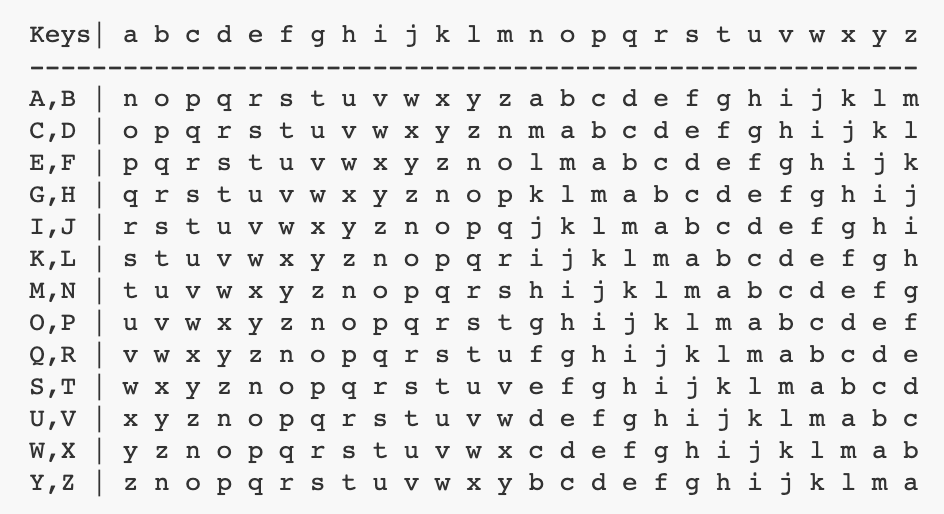 Keys| a b c d e f g h i j k l m n o p q r s t u v w x y z
---------------------------------------------------------
A,B | n o p q r s t u v w x y z a b c d e f g h i j k l m
C,D | o p q r s t u v w x y z n m a b c d e f g h i j k l
E,F | p q r s t u v w x y z n o l m a b c d e f g h i j k
G,H | q r s t u v w x y z n o p k l m a b c d e f g h i j
I,J | r s t u v w x y z n o p q j k l m a b c d e f g h i
K,L | s t u v w x y z n o p q r i j k l m a b c d e f g h
M,N | t u v w x y z n o p q r s h i j k l m a b c d e f g
O,P | u v w x y z n o p q r s t g h i j k l m a b c d e f
Q,R | v w x y z n o p q r s t u f g h i j k l m a b c d e
S,T | w x y z n o p q r s t u v e f g h i j k l m a b c d
U,V | x y z n o p q r s t u v w d e f g h i j k l m a b c
W,X | y z n o p q r s t u v w x c d e f g h i j k l m a b
Y,Z | z n o p q r s t u v w x y b c d e f g h i j k l m a